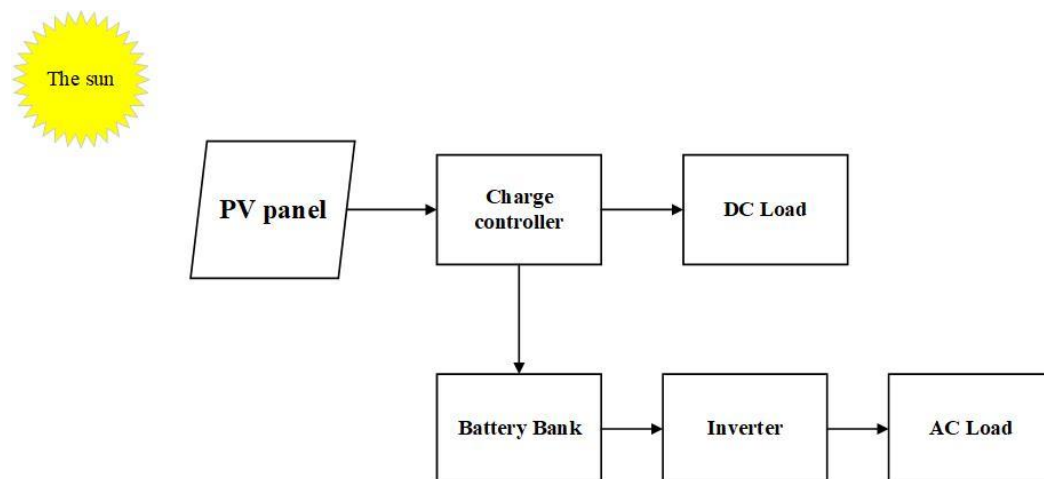 The sun
PV panel
Charge
controller
DC Load
Battery Bank
Inverter
AC Load